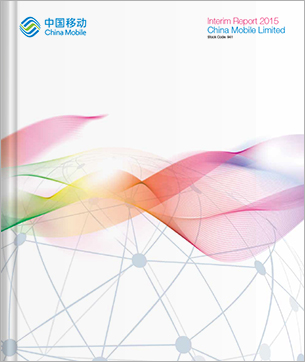 中国移动
China Mobile
Interim Report 2015
China Mobile Limited
Stock Code: 941